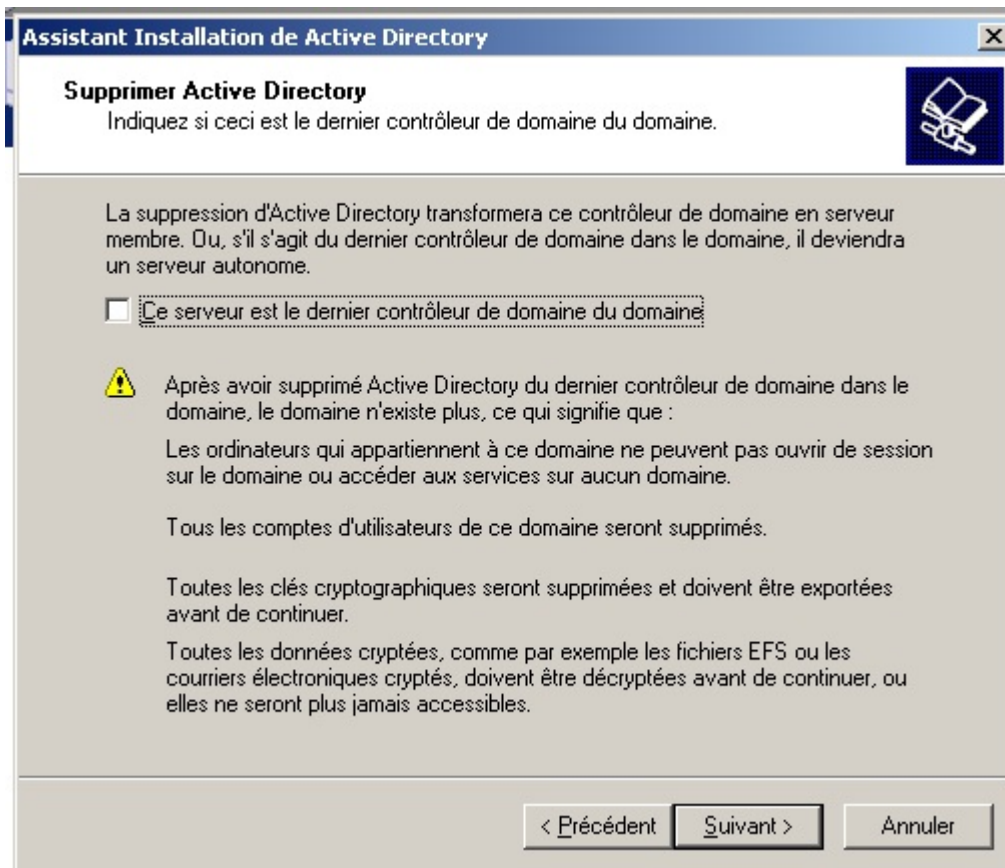 Assistant Installation de Active Directory
Supprimer Active Directory
Indiquez si ceci est le dernier contrôleur de domaine du domaine.
La suppression d'Active Directory transformera ce contrôleur de domaine en serveur
membre. Ou, s'il s'agit du dernier contrôleur de domaine dans le domaine, il deviendra
un serveur autonome.
Ce serveur est le dernier contrôleur de domaine du domaine
Après avoir supprimé Active Directory du dernier contrôleur de domaine dans le
domaine, le domaine n'existe plus, ce qui signifie que :
Les ordinateurs qui appartiennent à ce domaine ne peuvent pas ouvrir de session
sur le domaine ou accéder aux services sur aucun domaine.
Tous les comptes d'utilisateurs de ce domaine seront supprimés.
Toutes les clés cryptographiques seront supprimées et doivent être exportées
avant de continuer.
Toutes les données cryptées, comme par exemple les fichiers EFS ou les
courriers électroniques cryptés, doivent être décryptées avant de continuer, ou
elles ne seront plus jamais accessibles.
< Précédent Suivant > Annuler